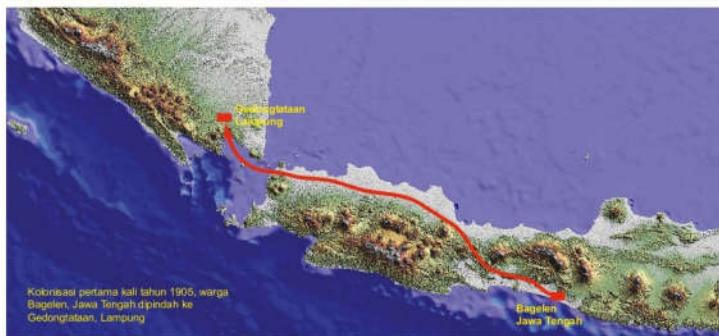 Gedongtataan
Lampung
Bagelen
Jawa Tengah
Kolonisasi pertama kali tahun 1905, warga
Bagelen, Jawa Tengah dipindah ke
Gedongtataan, Lampung